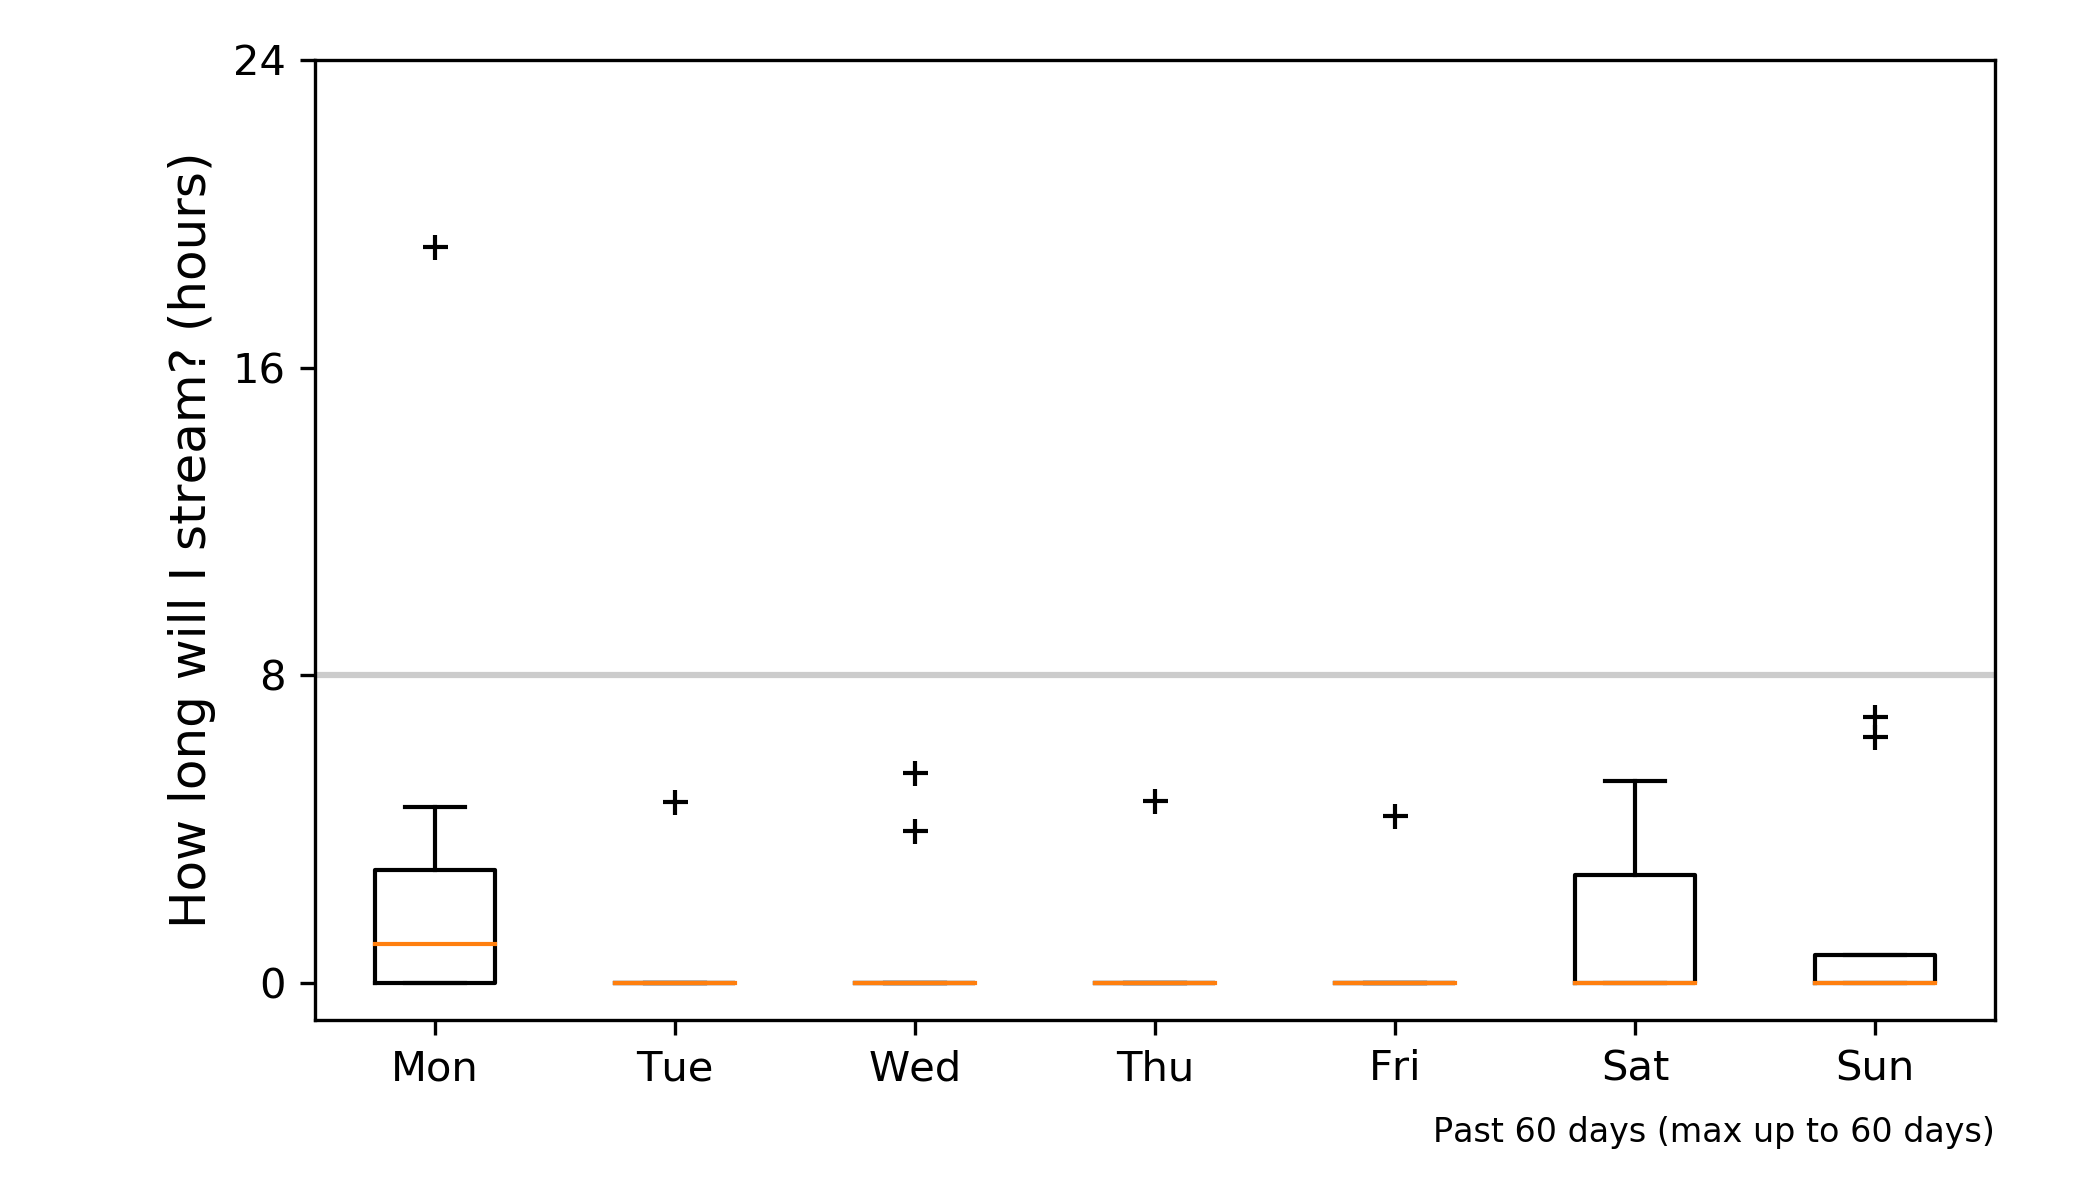 How long will I stream? (hours)
24
16
8
0
Mon Tue Wed Thu Fri Sat Sun
Past 60 days (max up to 60 days)